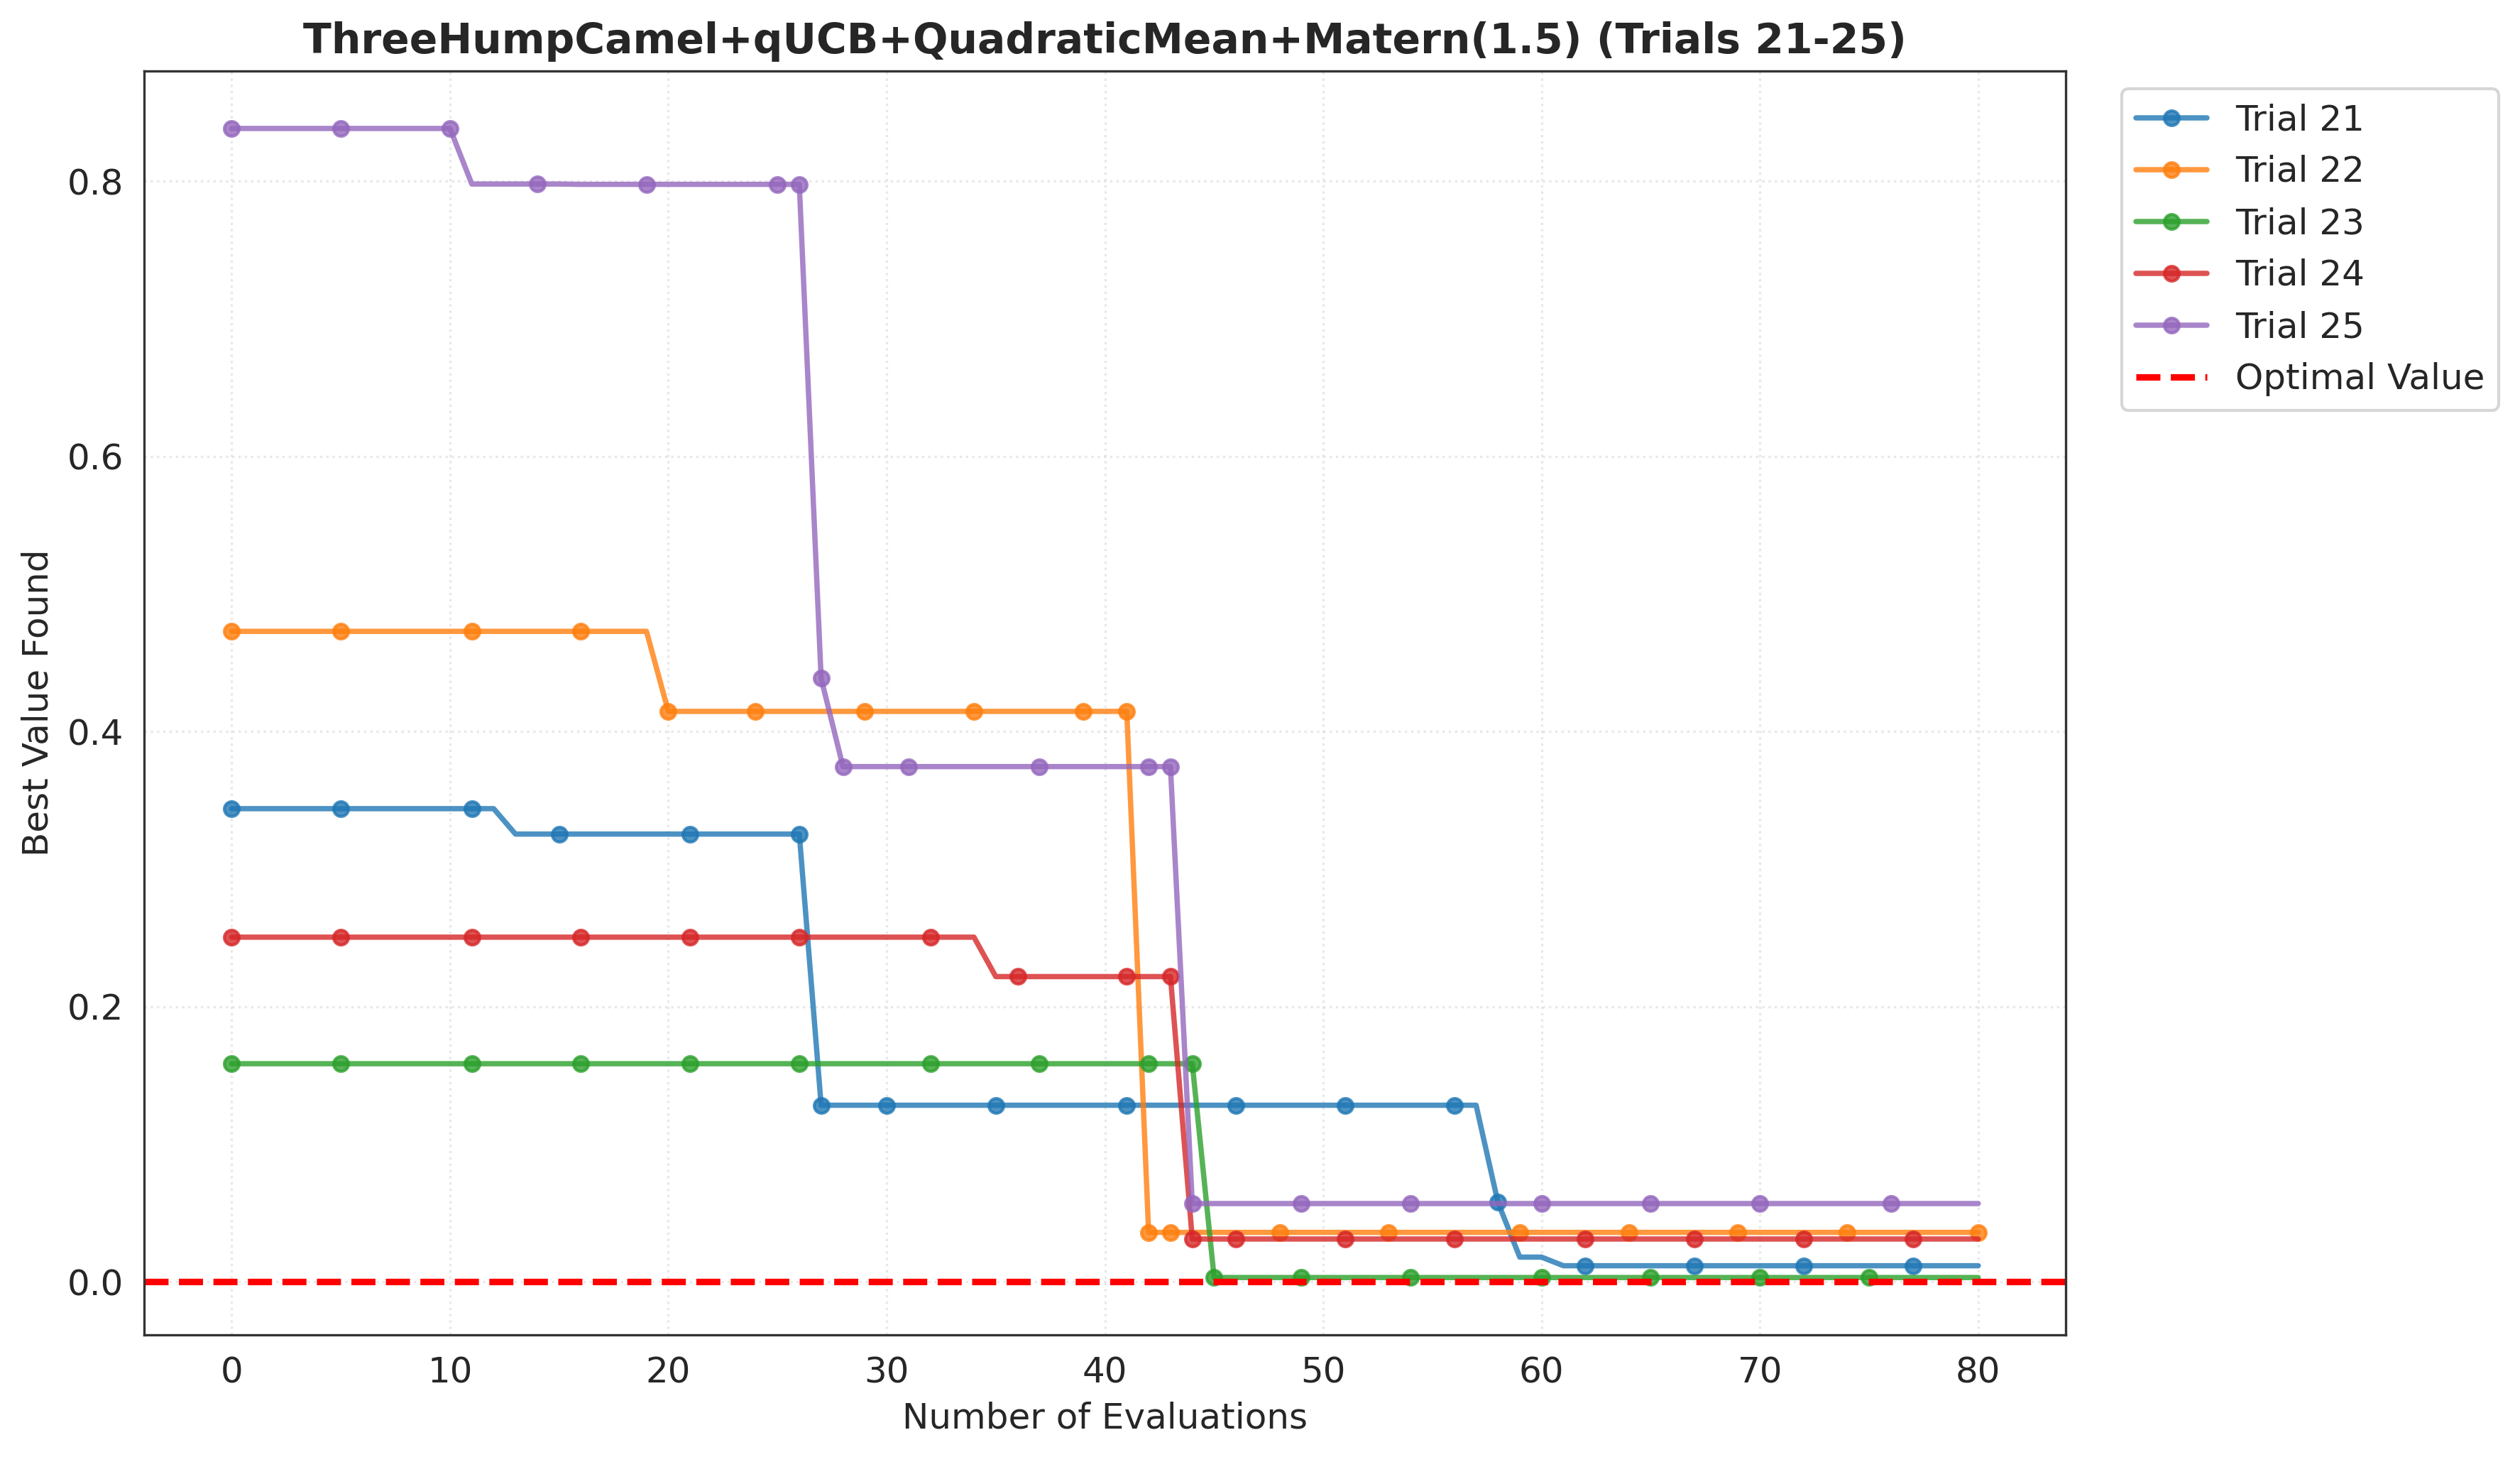 ThreeHumpCamel+qUCB+QuadraticMean+Matern(1.5) (Trials 21-25)
Best Value Found
0.8
0.6
0.4
0.2
0.0
0 10 20 30 40 50 60 70 80
Number of Evaluations
Trial 21
Trial 22
Trial 23
Trial 24
Trial 25
Optimal Value